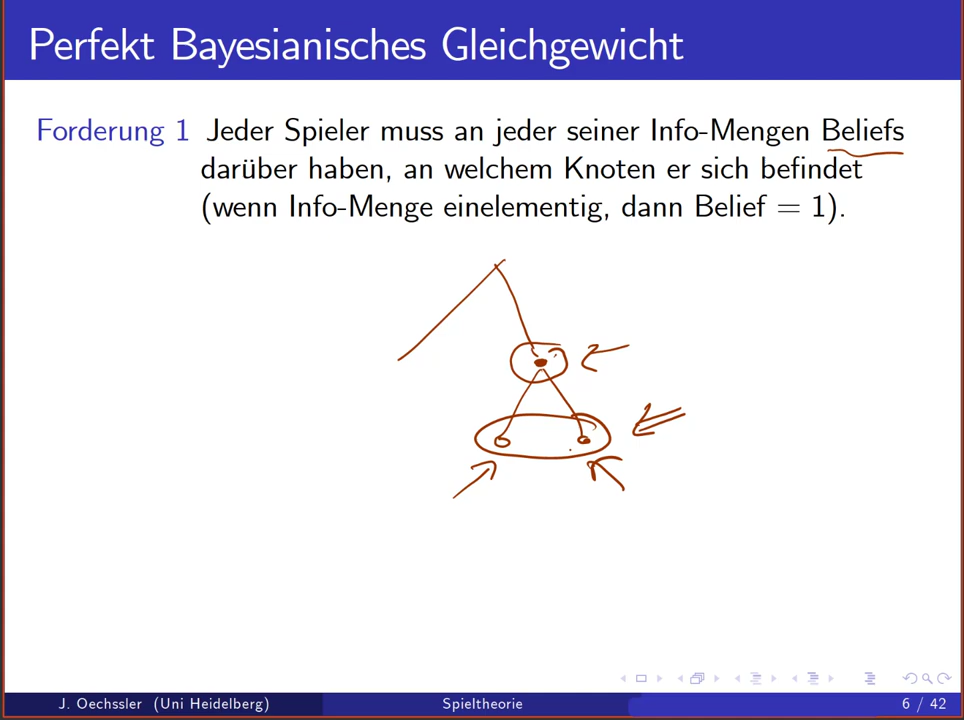 Perfekt Bayesianisches Gleichgewicht
Forderung 1 Jeder Spieler muss an jeder seiner Info-Mengen Beliefs
darüber haben, an welchem Knoten er sich befindet
(wenn Info-Menge einelementig, dann Belief = 1).
J. Oechssler (Uni Heidelberg) Spieltheorie 6 / 42